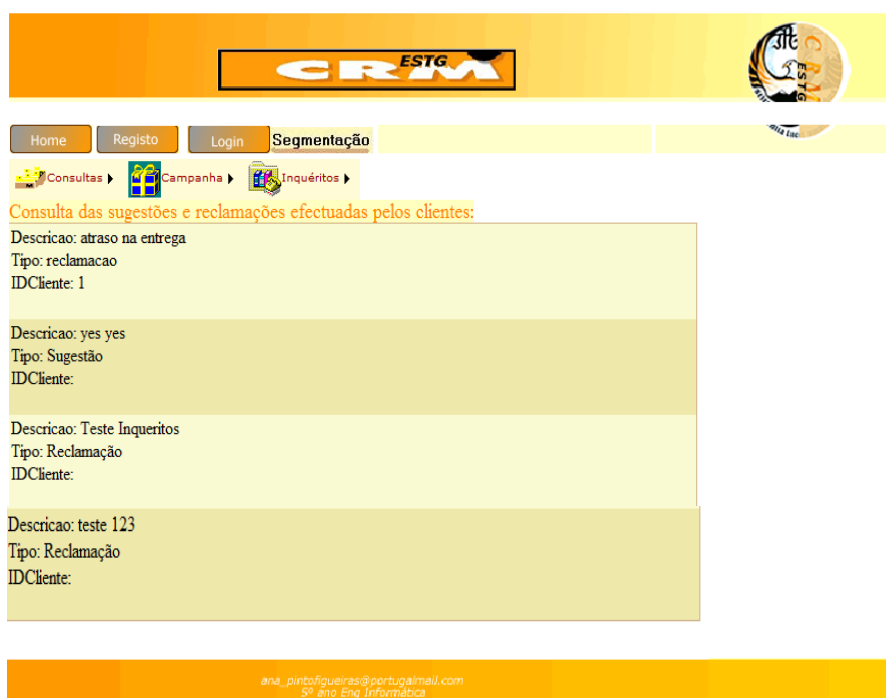 CRM ESTG
CRM ESTG
Home Registo Login Segmentação
Consultas Campanha Inquéritos
Consulta das sugestões e reclamações efectuadas pelos clientes:
Descricao: atraso na entrega
Tipo: reclamacao
IDCliente: 1
Descricao: yes yes
Tipo: Sugestão
IDCliente:
Descricao: Teste Inqueritos
Tipo: Reclamação
IDCliente:
Descricao: teste 123
Tipo: Reclamação
IDCliente:
ana_pintofigueiras@portugalmail.com
5º ano Eng Informática